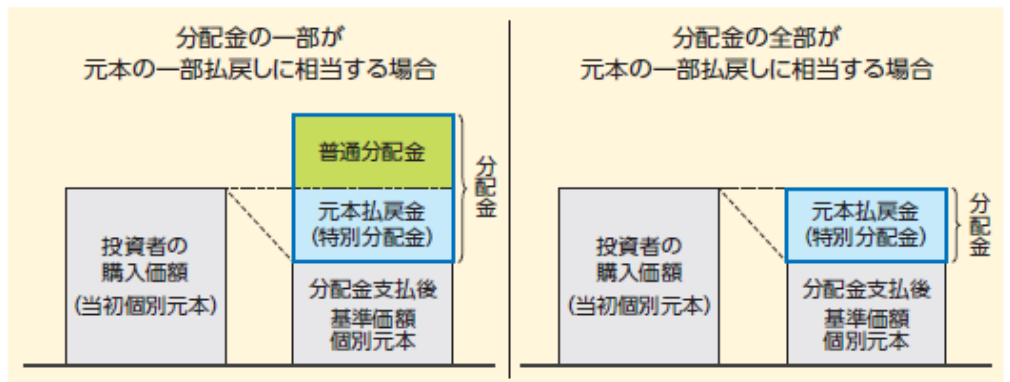 分配金の一部が
元本の一部払戻しに相当する場合
普通分配金
元本払戻金
(特別分配金)
分配金
投資者の
購入価額
(当初個別元本)
分配金支払後
基準価額
個別元本
分配金の全部が
元本の一部払戻しに相当する場合
元本払戻金
(特別分配金)
分配金
投資者の
購入価額
(当初個別元本)
分配金支払後
基準価額
個別元本